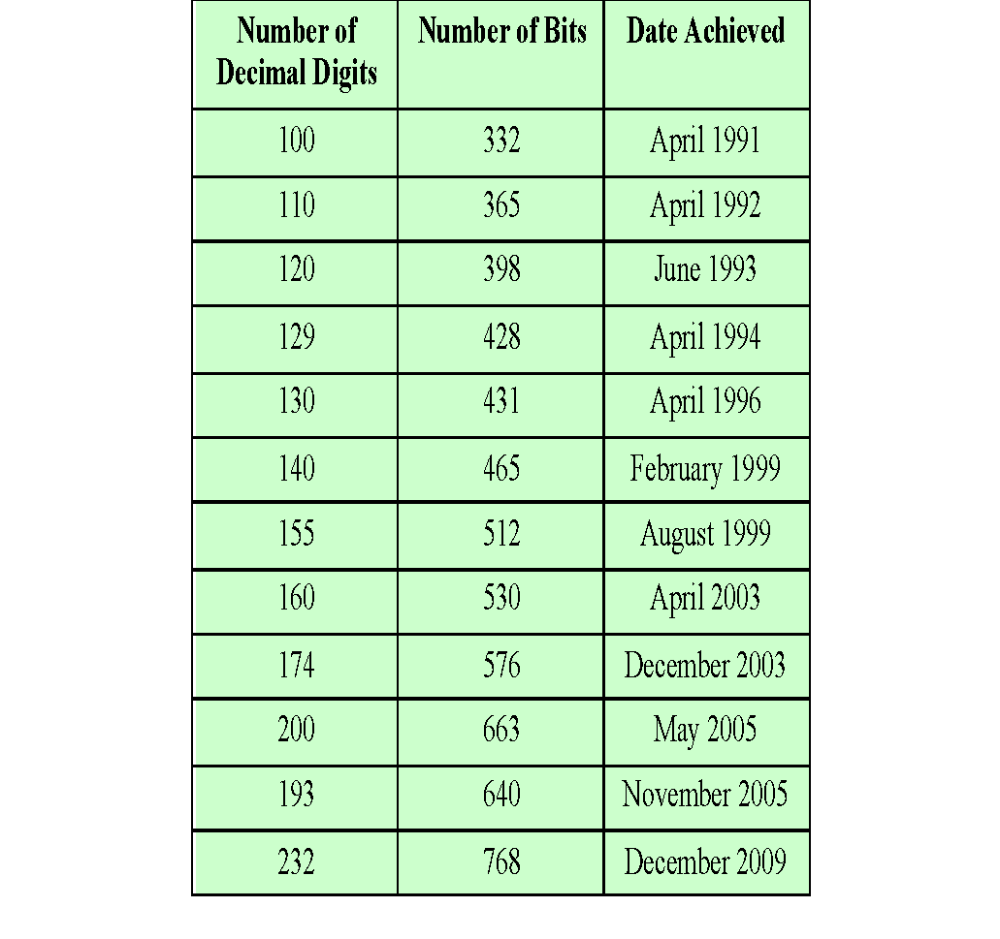 Number of Decimal Digits Number of Bits Date Achieved
100 332 April 1991
110 365 April 1992
120 398 June 1993
129 428 April 1994
130 431 April 1996
140 465 February 1999
155 512 August 1999
160 530 April 2003
174 576 December 2003
200 663 May 2005
193 640 November 2005
232 768 December 2009